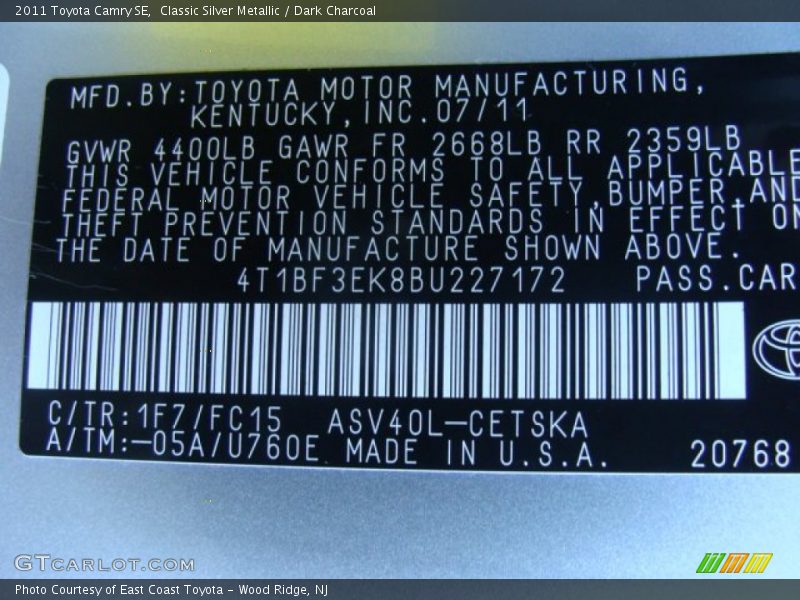 2011 Toyota Camry SE, Classic Silver Metallic / Dark Charcoal
MFD.BY:TOYOTA MOTOR MANUFACTURING,
KENTUCKY,INC.07/11
GVWR 4400LB GAWR FR 2668LB RR 2359LB
THIS VEHICLE CONFORMS TO ALL APPLICABLE
FEDERAL MOTOR VEHICLE SAFETY,BUMPER,AND
THEFT PREVENTION STANDARDS IN EFFECT ON
THE DATE OF MANUFACTURE SHOWN ABOVE.
4T1BF3EK8BU227172 PASS.CAR
C/TR:1F7/FC15 ASV40L-CETSKA
A/TM:-05A/U760E MADE IN U.S.A. 20768
GTCARLOT.COM
Photo Courtesy of East Coast Toyota - Wood Ridge, NJ